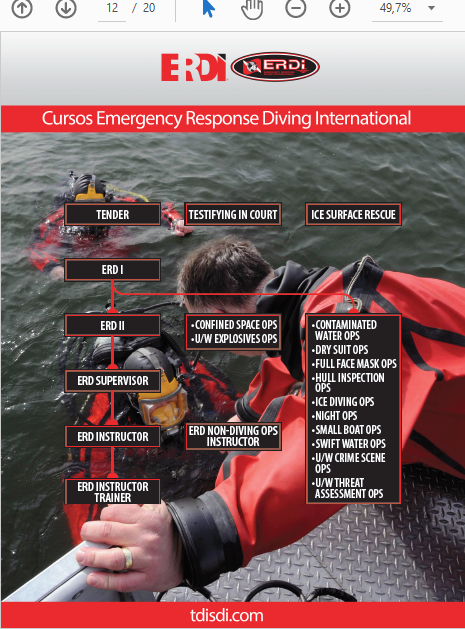 12 / 20
49,7%
ERDi
ERDi
Cursos Emergency Response Diving International
TENDER
TESTIFYING IN COURT
ICE SURFACE RESCUE
ERD I
ERD II
•CONFINED SPACE OPS
•U/W EXPLOSIVES OPS
•CONTAMINATED
WATER OPS
•DRY SUIT OPS
•FULL FACE MASK OPS
•HULL INSPECTION
OPS
•ICE DIVING OPS
•NIGHT OPS
•SMALL BOAT OPS
•SWIFT WATER OPS
•U/W CRIME SCENE
OPS
•U/W THREAT
ASSESSMENT OPS
ERD SUPERVISOR
ERD INSTRUCTOR
ERD NON-DIVING OPS
INSTRUCTOR
ERD INSTRUCTOR
TRAINER
tdisdi.com